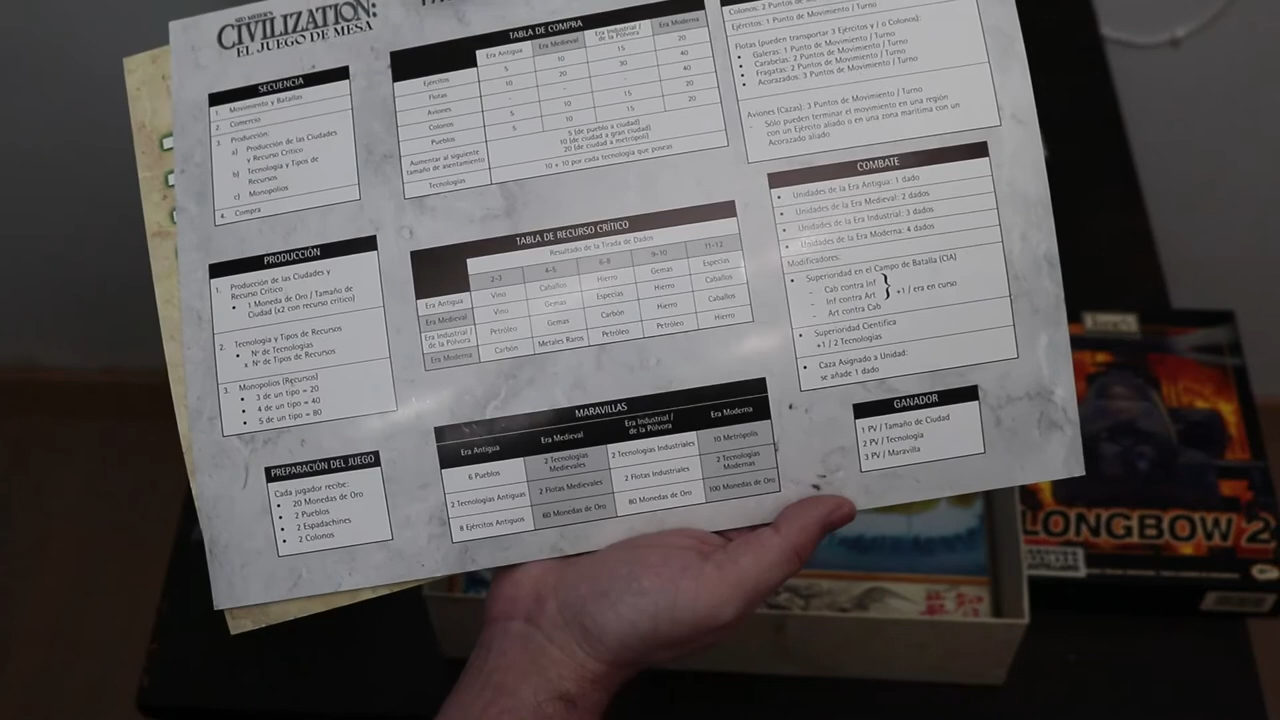 SID MEIER'S
CIVILIZATION:
EL JUEGO DE MESA
SECUENCIA
1. Movimiento y Batallas
2. Comercio
3. Producción:
a) Producción de las Ciudades
y Recurso Crítico
b) Tecnología y Tipos de
Recursos
c) Monopolios
4. Compra
PRODUCCIÓN
1. Producción de las Ciudades y
Recurso Crítico
• 1 Moneda de Oro / Tamaño de
Ciudad (x2 con recurso crítico)
2. Tecnología y Tipos de Recursos
• Nº de Tecnologías
x Nº de Tipos de Recursos
3. Monopolios (Recursos)
• 3 de un tipo = 20
• 4 de un tipo = 40
• 5 de un tipo = 80
PREPARACIÓN DEL JUEGO
Cada jugador recibe:
• 20 Monedas de Oro
• 2 Pueblos
• 2 Espadachines
• 2 Colonos
TABLA DE COMPRA
Era Antigua Era Medieval Era Industrial / de la Pólvora Era Moderna
Ejércitos 5 10 15 20
Flotas 10 20 30 40
Aviones - - - 40
Colonos 5 10 15 20
Pueblos 5 10 15 20
Aumentar al siguiente
tamaño de asentamiento
5 (de pueblo a ciudad)
10 (de ciudad a gran ciudad)
20 (de ciudad a metrópoli)
Tecnologías 10 + 10 por cada tecnología que poseas
TABLA DE RECURSO CRÍTICO
Resultado de la Tirada de Dados
2-3 4-5 6-8 9-10 11-12
Era Antigua Vino Caballos Hierro Gemas Especias
Era Medieval Vino Gemas Especias Hierro Caballos
Era Industrial / de la Pólvora Petróleo Gemas Carbón Hierro Caballos
Era Moderna Carbón Metales Raros Petróleo Petróleo Hierro
MARAVILLAS
Era Antigua Era Medieval Era Industrial / de la Pólvora Era Moderna
6 Pueblos 2 Tecnologías Medievales 2 Tecnologías Industriales 10 Metrópolis
2 Tecnologías Antiguas 2 Flotas Medievales 2 Flotas Industriales 2 Tecnologías Modernas
8 Ejércitos Antiguos 60 Monedas de Oro 80 Monedas de Oro 100 Monedas de Oro
Colonos: 2 Puntos de
Ejércitos: 1 Punto de Movimiento / Turno
Flotas (pueden transportar 3 Ejércitos y / o Colonos):
• Galeras: 1 Punto de Movimiento / Turno
• Carabelas: 2 Puntos de Movimiento / Turno
• Fragatas: 2 Puntos de Movimiento / Turno
• Acorazados: 3 Puntos de Movimiento / Turno
Aviones (Cazas): 3 Puntos de Movimiento / Turno
- Sólo pueden terminar el movimiento en una región
con un Ejército aliado o en una zona marítima con un
Acorazado aliado
COMBATE
• Unidades de la Era Antigua: 1 dado
• Unidades de la Era Medieval: 2 dados
• Unidades de la Era Industrial: 3 dados
• Unidades de la Era Moderna: 4 dados
Modificadores:
• Superioridad en el Campo de Batalla (CIA)
- Cab contra Inf
- Inf contra Art } +1 / era en curso
- Art contra Cab
• Superioridad Científica
+1 / 2 Tecnologías
• Caza Asignado a Unidad:
se añade 1 dado
GANADOR
1 PV / Tamaño de Ciudad
2 PV / Tecnología
3 PV / Maravilla
Jane's
LONGBOW 2